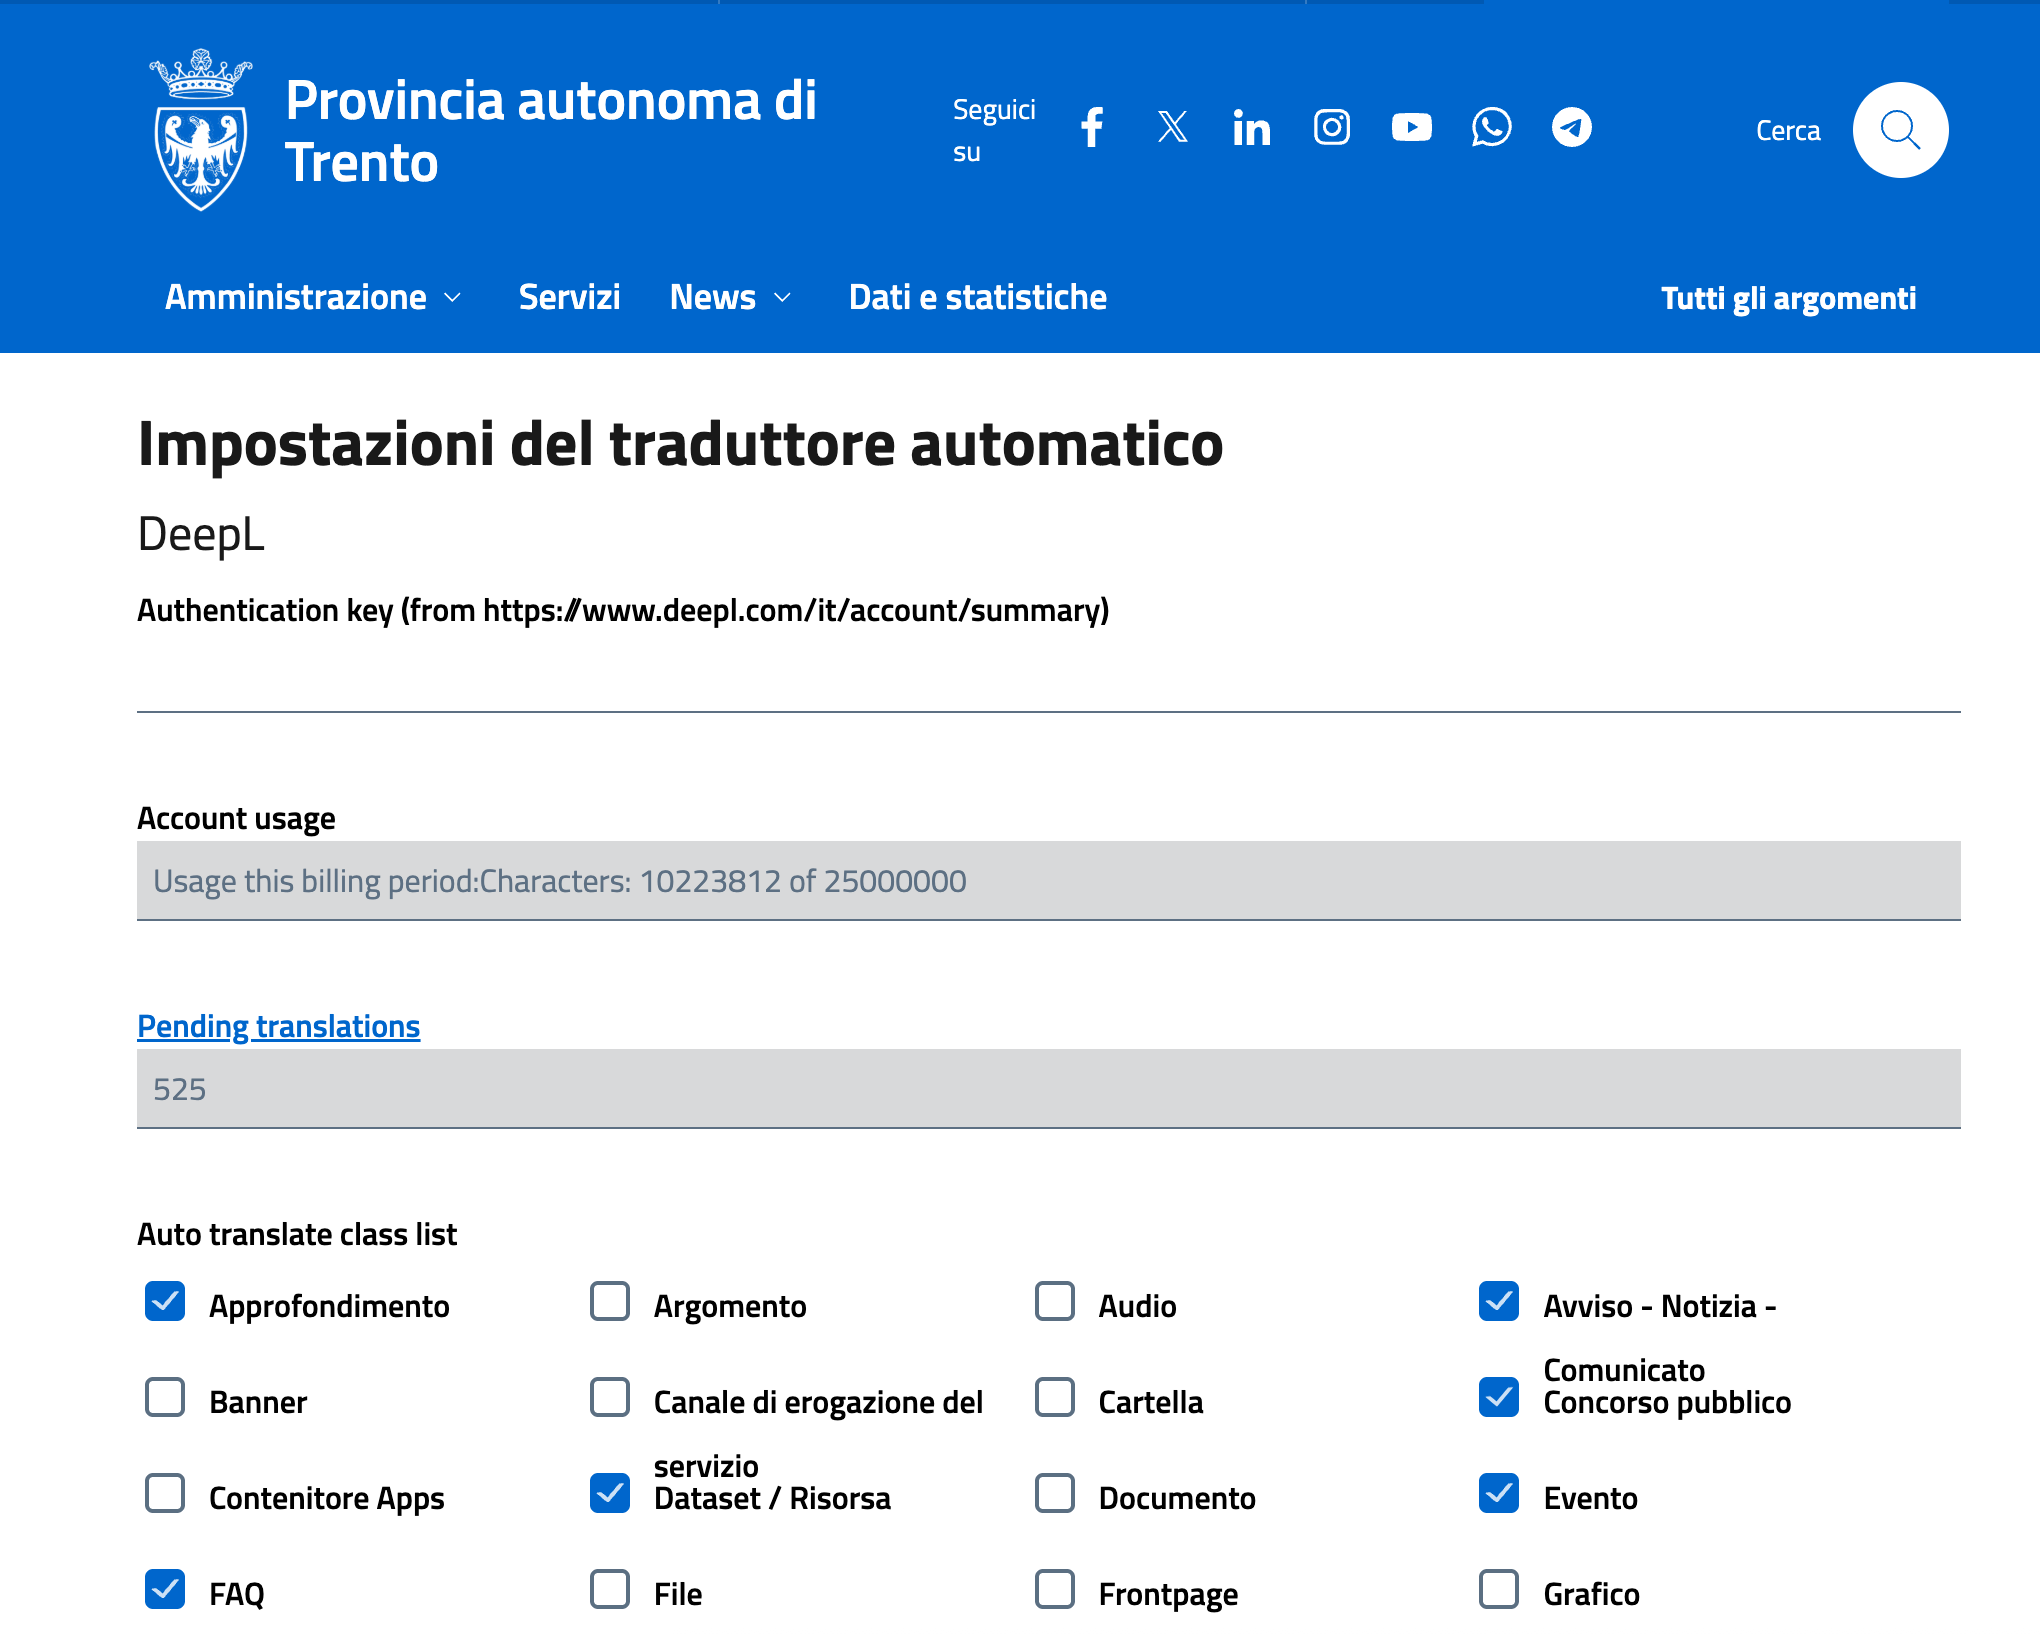 Provincia autonoma di
Trento
Seguici
su
Cerca
Amministrazione
Servizi
News
Dati e statistiche
Tutti gli argomenti
Impostazioni del traduttore automatico
DeepL
Authentication key (from https://www.deepl.com/it/account/summary)
Account usage
Usage this billing period:Characters: 10223812 of 25000000
Pending translations
525
Auto translate class list
Approfondimento
Argomento
Audio
Avviso - Notizia -
Comunicato
Banner
Canale di erogazione del
servizio
Cartella
Concorso pubblico
Contenitore Apps
Dataset / Risorsa
Documento
Evento
FAQ
File
Frontpage
Grafico